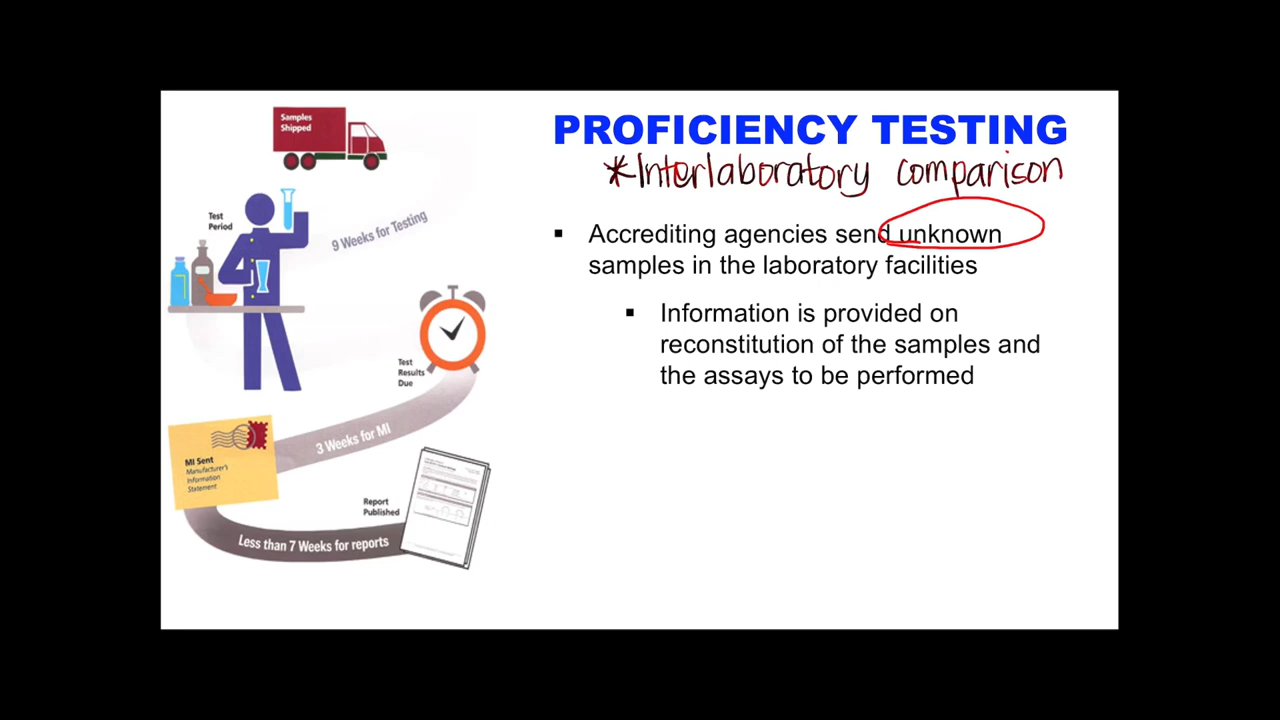 Samples
Shipped
Test
Period
9 Weeks for Testing
Test
Results
Due
3 Weeks for MI
MI Sent
Manufacturer's
Information
Statement
Report
Published
Less than 7 Weeks for reports
PROFICIENCY TESTING
*Interlaboratory comparison
▪ Accrediting agencies send unknown
samples in the laboratory facilities
▪ Information is provided on
reconstitution of the samples and
the assays to be performed